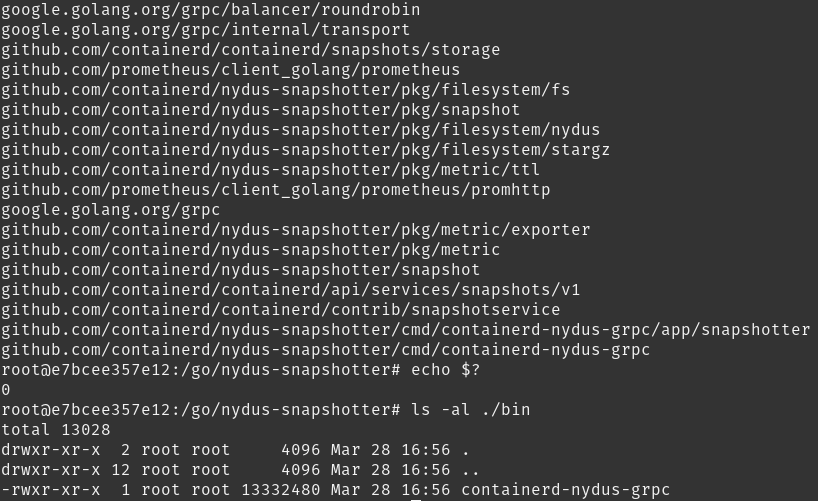 google.golang.org/grpc/balancer/roundrobin
google.golang.org/grpc/internal/transport
github.com/containerd/containerd/snapshots/storage
github.com/prometheus/client_golang/prometheus
github.com/containerd/nydus-snapshotter/pkg/filesystem/fs
github.com/containerd/nydus-snapshotter/pkg/snapshot
github.com/containerd/nydus-snapshotter/pkg/filesystem/nydus
github.com/containerd/nydus-snapshotter/pkg/filesystem/stargz
github.com/containerd/nydus-snapshotter/pkg/metric/ttl
github.com/prometheus/client_golang/prometheus/promhttp
google.golang.org/grpc
github.com/containerd/nydus-snapshotter/pkg/metric/exporter
github.com/containerd/nydus-snapshotter/pkg/metric
github.com/containerd/nydus-snapshotter/snapshot
github.com/containerd/containerd/api/services/snapshots/v1
github.com/containerd/containerd/contrib/snapshotservice
github.com/containerd/nydus-snapshotter/cmd/containerd-nydus-grpc/app/snapshotter
github.com/containerd/nydus-snapshotter/cmd/containerd-nydus-grpc
root@e7bcee357e12:/go/nydus-snapshotter# echo $?
0
root@e7bcee357e12:/go/nydus-snapshotter# ls -al ./bin
total 13028
drwxr-xr-x  2 root root     4096 Mar 28 16:56 .
drwxr-xr-x 12 root root     4096 Mar 28 16:56 ..
-rwxr-xr-x  1 root root 13332480 Mar 28 16:56 containerd-nydus-grpc